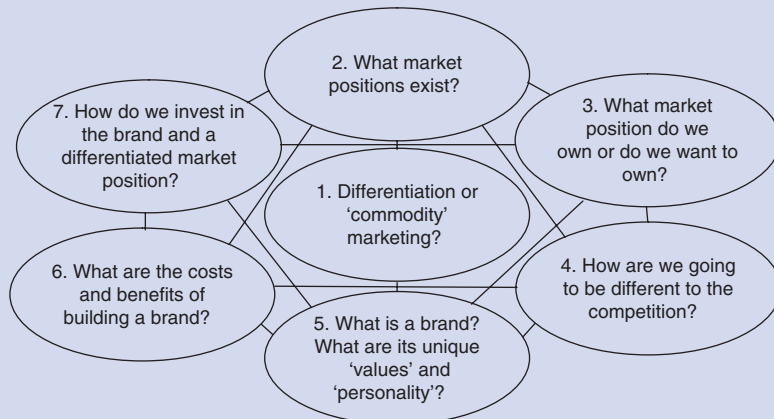 1. Differentiation or
‘commodity’
marketing?
2. What market
positions exist?
3. What market
position do we
own or do we want to
own?
4. How are we going
to be different to the
competition?
5. What is a brand?
What are its unique
‘values’ and
‘personality’?
6. What are the costs
and benefits of
building a brand?
7. How do we invest in
the brand and a
differentiated market
position?